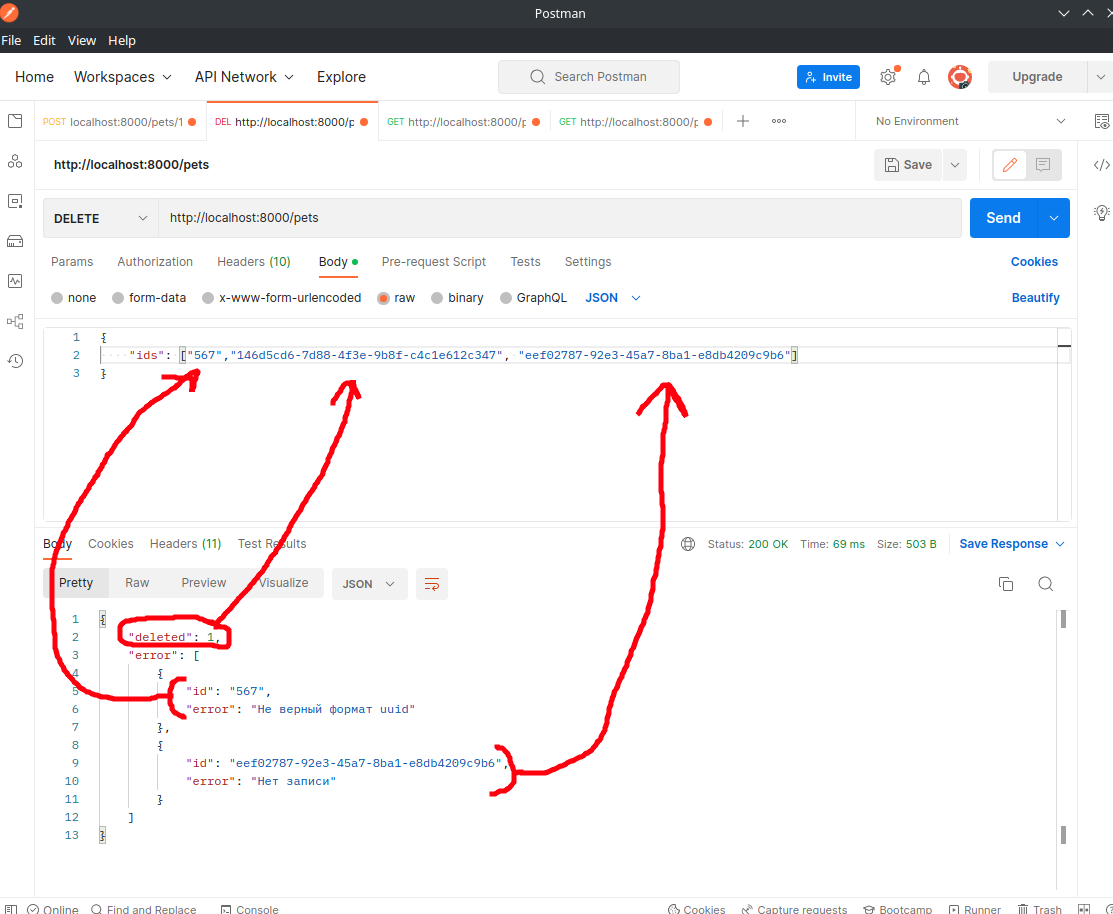 Postman
File Edit View Help
Home Workspaces API Network Explore Search Postman Invite Upgrade
POST localhost:8000/pets/1 DEL http://localhost:8000/p GET http://localhost:8000/p GET http://localhost:8000/p No Environment
http://localhost:8000/pets Save
DELETE http://localhost:8000/pets Send
Params Authorization Headers (10) Body Pre-request Script Tests Settings Cookies
none form-data x-www-form-urlencoded raw binary GraphQL JSON Beautify
1 {
2 "ids": ["567","146d5cd6-7d88-4f3e-9b8f-c4c1e612c347", "eef02787-92e3-45a7-8ba1-e8db4209c9b6"]
3 }
Body Cookies Headers (11) Test Results Status: 200 OK Time: 69 ms Size: 503 B Save Response
Pretty Raw Preview Visualize JSON
1 {
2 "deleted": 1,
3 "error": [
4 {
5 "id": "567",
6 "error": "Не верный формат uuid"
7 },
8 {
9 "id": "eef02787-92e3-45a7-8ba1-e8db4209c9b6",
10 "error": "Нет записи"
11 }
12 ]
13 }
Online Find and Replace Console Cookies Capture requests Bootcamp Runner Trash